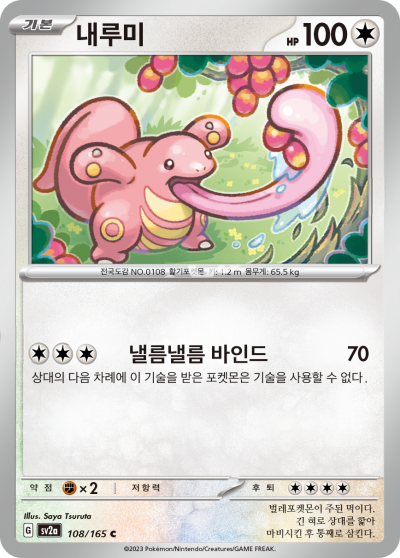 기본 내루미 HP 100
전국도감 NO.0108 핥기포켓몬 키: 1.2 m 몸무게: 65.5 kg
낼름낼름 바인드 70
상대의 다음 차례에 이 기술을 받은 포켓몬은 기술을 사용할 수 없다.
약점 ×2 저항력 후퇴
Illus. Saya Tsuruta
G sv2a 108/165 C
벌레포켓몬이 주된 먹이다.
긴 혀로 상대를 핥아
마비시킨 후 통째로 삼킨다.
©2023 Pokémon/Nintendo/Creatures/GAME FREAK.